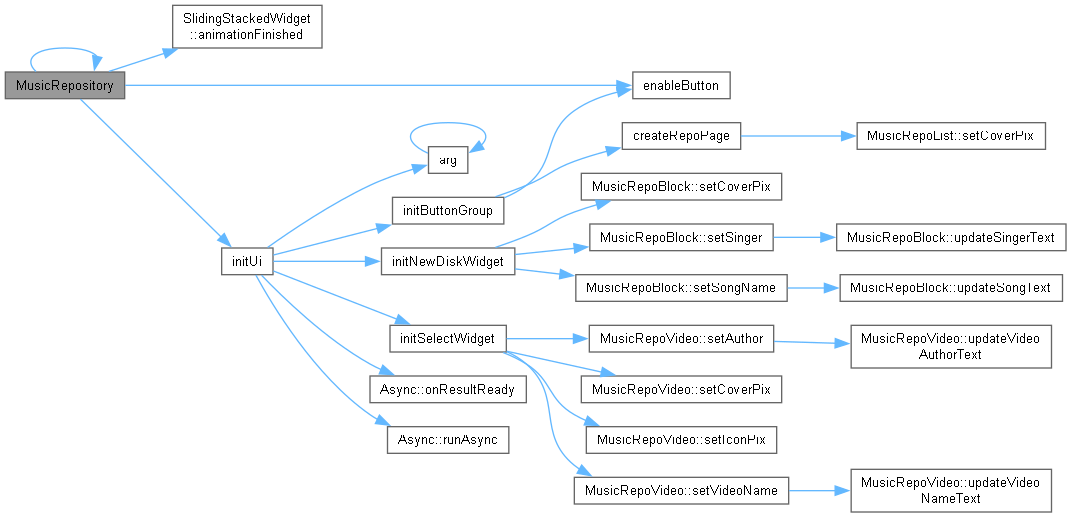 SlidingStackedWidget
::animationFinished
MusicRepository
enableButton
createRepoPage
MusicRepoList::setCoverPix
arg
MusicRepoBlock::setCoverPix
initButtonGroup
MusicRepoBlock::setSinger
MusicRepoBlock::updateSingerText
initUi
initNewDiskWidget
MusicRepoBlock::setSongName
MusicRepoBlock::updateSongText
initSelectWidget
MusicRepoVideo::setAuthor
MusicRepoVideo::updateVideo
AuthorText
Async::onResultReady
MusicRepoVideo::setCoverPix
Async::runAsync
MusicRepoVideo::setIconPix
MusicRepoVideo::setVideoName
MusicRepoVideo::updateVideo
NameText